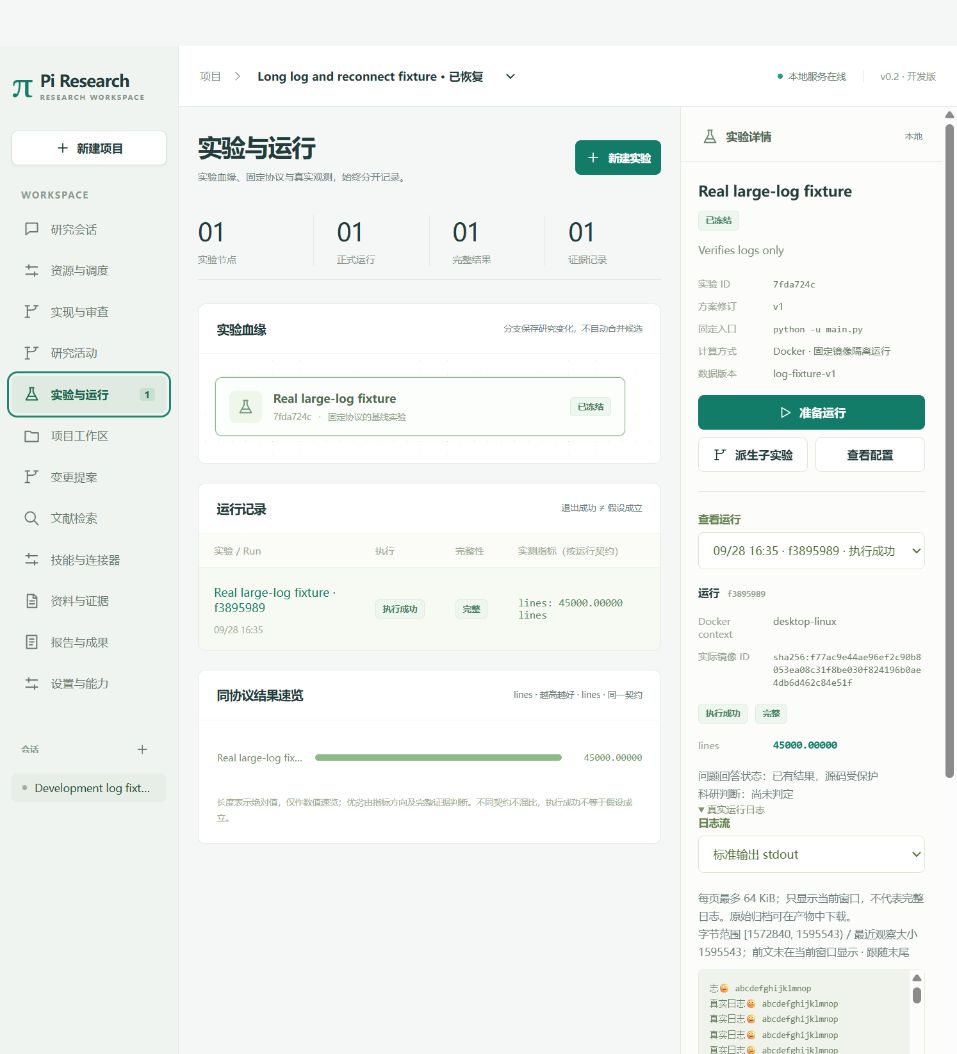 π Pi Research
RESEARCH WORKSPACE
+ 新建项目
WORKSPACE
研究会话
资源与调度
实现与审查
研究活动
实验与运行 1
项目工作区
变更提案
文献检索
技能与连接器
资料与证据
报告与成果
设置与能力
会话 +
Development log fixt...
项目 > Long log and reconnect fixture • 已恢复
本地服务在线 v0.2 · 开发版
实验与运行
实验血缘、固定协议与真实观测，始终分开记录。
+ 新建实验
01 01 01 01
实验节点 正式运行 完整结果 证据记录
实验血缘 分支保存研究变化，不自动合并候选
Real large-log fixture
7fda724c · 固定协议的基线实验
已冻结
运行记录 退出成功 ≠ 假设成立
实验 / Run 执行 完整性 实测指标（按运行契约）
Real large-log fixture ·
f3895989
09/28 16:35
执行成功 完整
lines: 45000.00000
lines
同协议结果速览 lines · 越高越好 · lines · 同一契约
Real large-log fix... 45000.00000
长度表示绝对值，仅作数值速览；优劣由指标方向及完整证据判断。不同契约不混比，执行成功不等于假设成
立。
实验详情 本地
Real large-log fixture
已冻结
Verifies logs only
实验 ID 7fda724c
方案修订 v1
固定入口 python -u main.py
计算方式 Docker · 固定镜像隔离运行
数据版本 log-fixture-v1
准备运行
派生子实验 查看配置
查看运行
09/28 16:35 · f3895989 · 执行成功
运行 f3895989
Docker context desktop-linux
实际镜像 ID sha256:f77ac9e44ae96ef2c90b8
053ea08c31f8be030f824196b0ae
4db6d462c84e51f
执行成功 完整
lines 45000.00000
问题回答状态：已有结果，源码受保护
科研判断：尚未判定
▼ 真实运行日志
日志流
标准输出 stdout
每页最多 64 KiB；只显示当前窗口，不代表完整
日志。原始归档可在产物中下载。
字节范围 [1572840, 1595543) / 最近观察大小
1595543；前文未在当前窗口显示 · 跟随末尾
志😀 abcdefghijklmnop
真实日志😀 abcdefghijklmnop
真实日志😀 abcdefghijklmnop
真实日志😀 abcdefghijklmnop
真实日志😀 abcdefghijklmnop